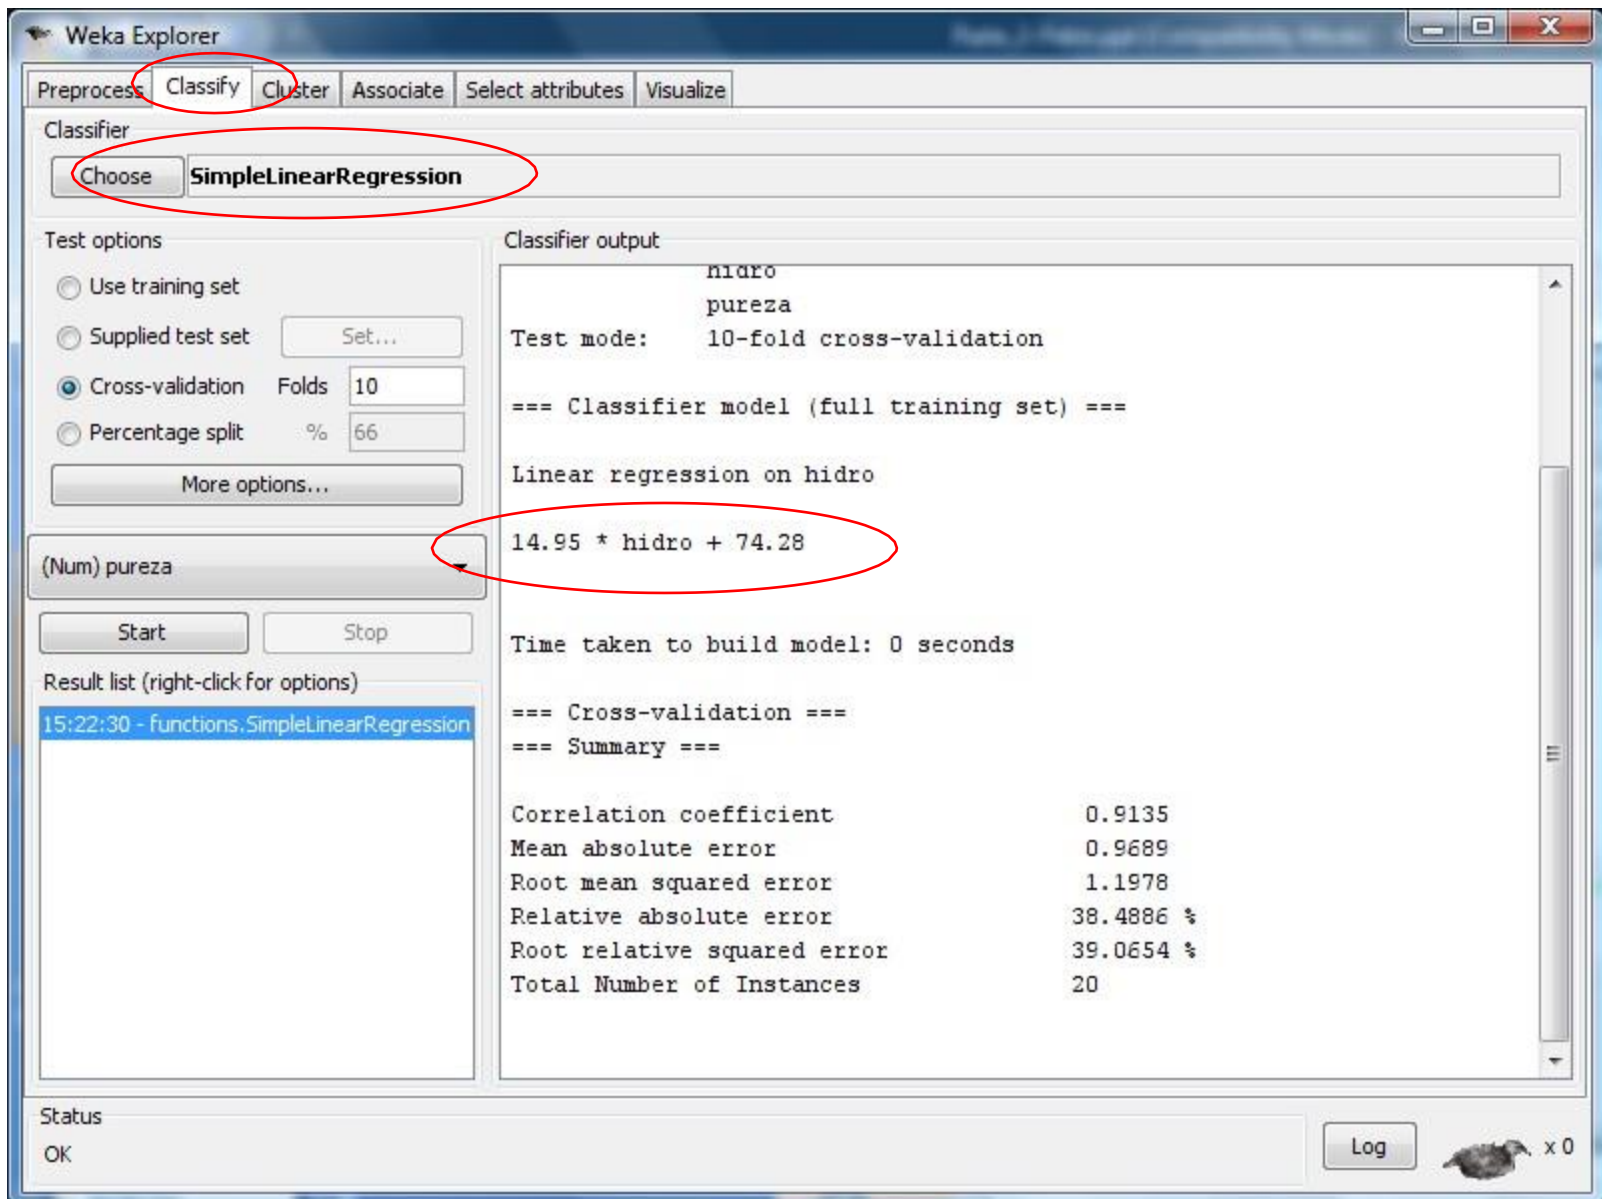 Weka Explorer
Preprocess Classify Cluster Associate Select attributes Visualize
Classifier
Choose SimpleLinearRegression
Test options
Use training set
Supplied test set Set...
Cross-validation Folds 10
Percentage split % 66
More options...
(Num) pureza
Start Stop
Result list (right-click for options)
15:22:30 - functions.SimpleLinearRegression
Classifier output
hidro
pureza
Test mode: 10-fold cross-validation
=== Classifier model (full training set) ===
Linear regression on hidro
14.95 * hidro + 74.28
Time taken to build model: 0 seconds
=== Cross-validation ===
=== Summary ===
Correlation coefficient 0.9135
Mean absolute error 0.9689
Root mean squared error 1.1978
Relative absolute error 38.4886 %
Root relative squared error 39.0654 %
Total Number of Instances 20
Status
OK
Log x 0